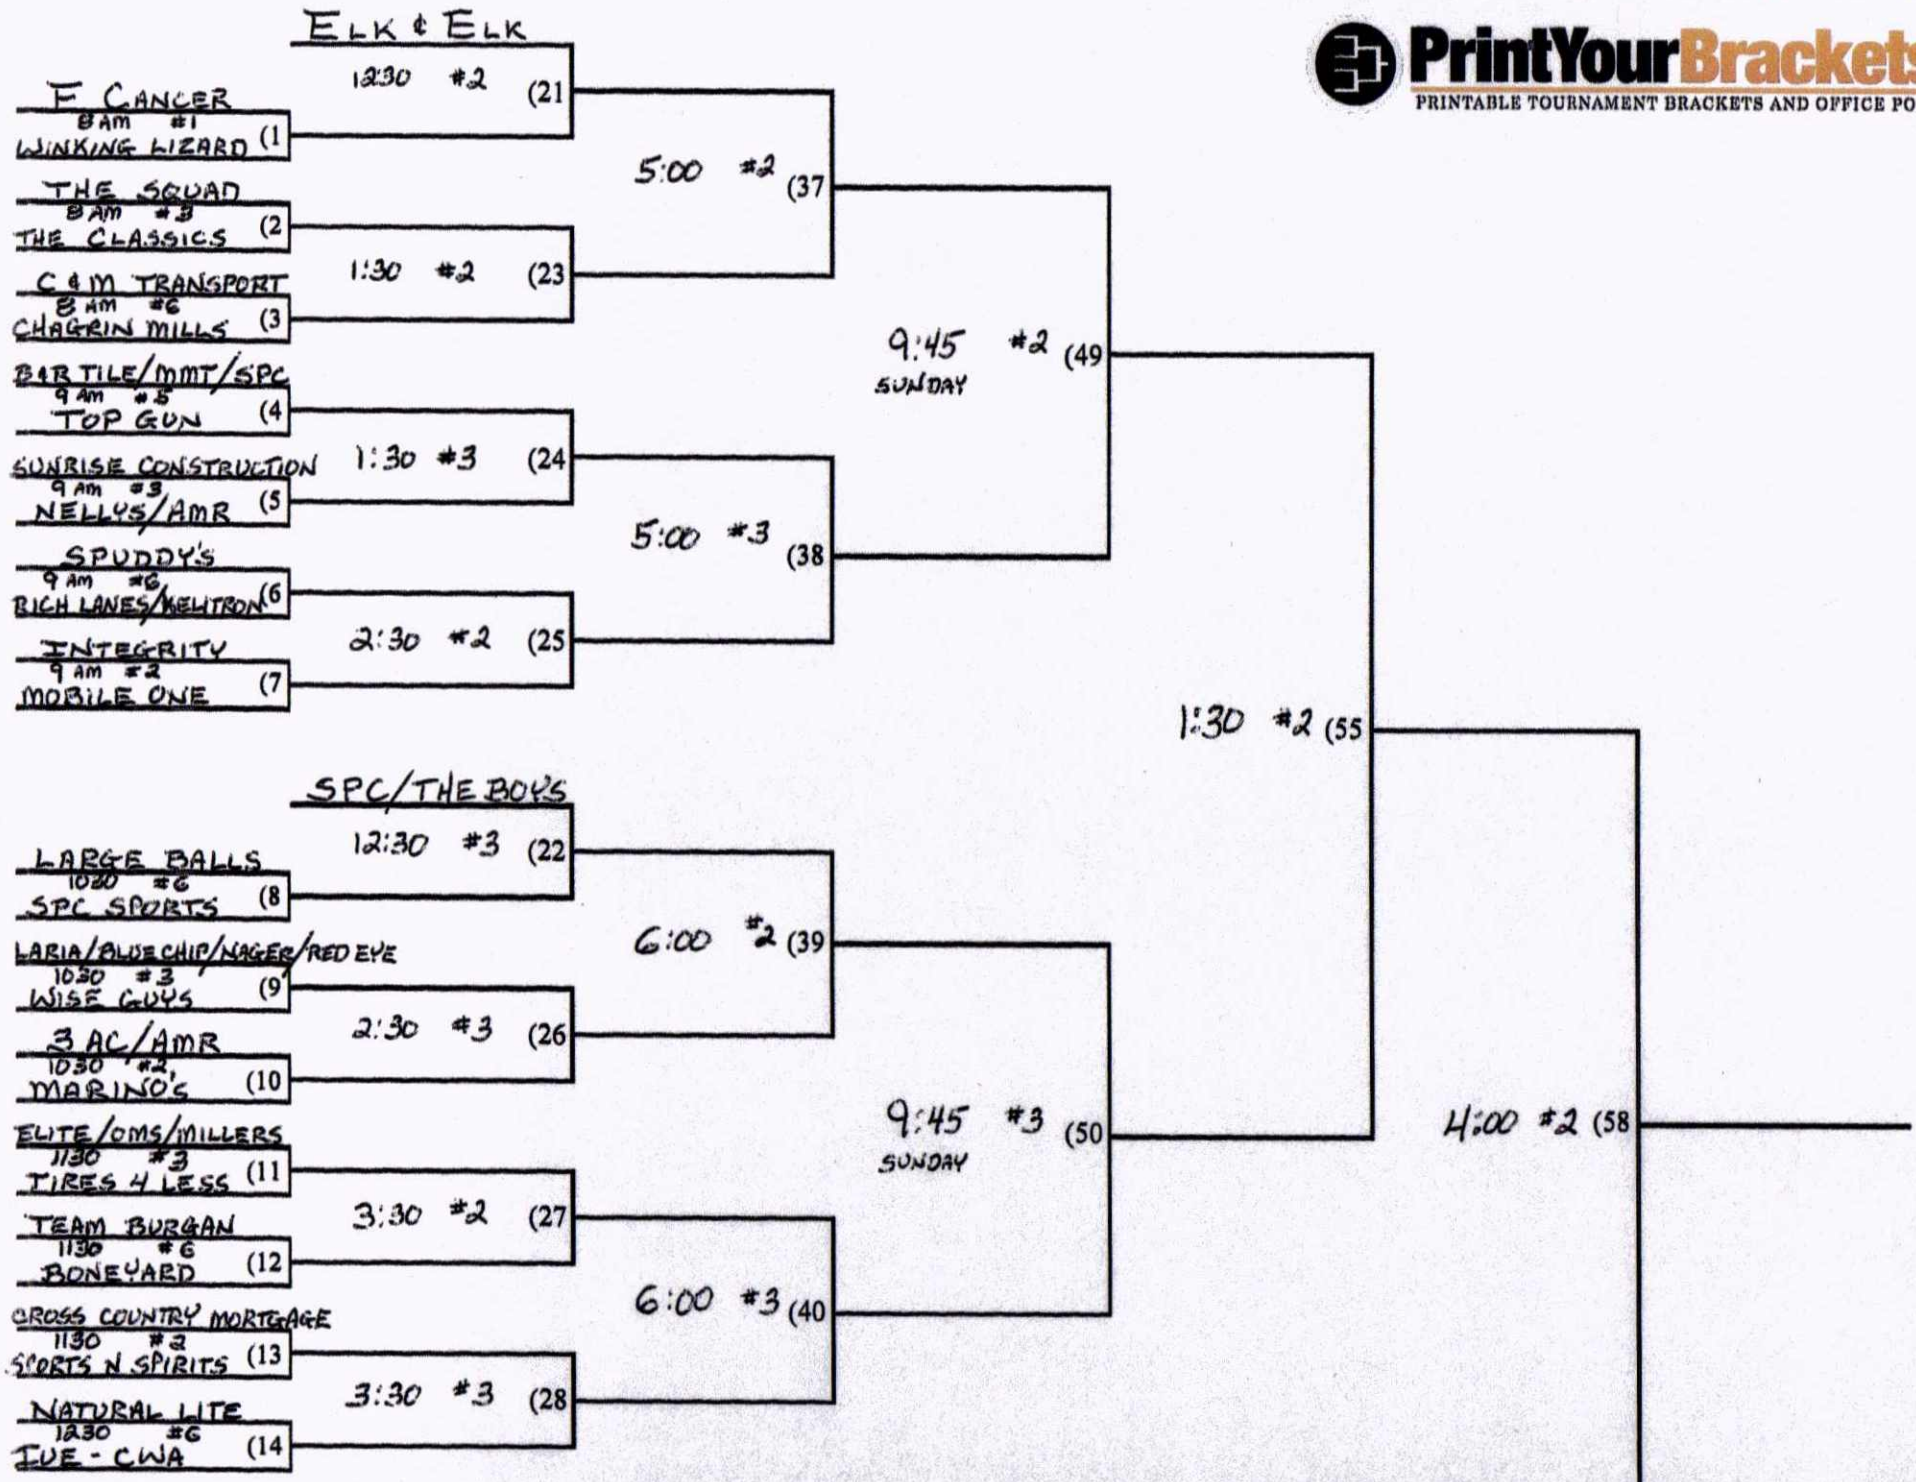 ELK & ELK
PrintYourBrackets
PRINTABLE TOURNAMENT BRACKETS AND OFFICE PO
1230 #2 (21
F CANCER
8 AM #1 (1
WINKING LIZARD
5:00 #2 (37
THE SQUAD
8 AM #3 (2
THE CLASSICS
1:30 #2 (23
C & M TRANSPORT
8 AM #6 (3
CHAGRIN MILLS
9:45 #2 (49
SUNDAY
B&R TILE/MMT/SPC
9 AM #5 (4
TOP GUN
1:30 #3 (24
SUNRISE CONSTRUCTION
9 AM #3 (5
NELLYS/AMR
5:00 #3 (38
SPUDDY'S
9 AM #6 (6
RICH LANES/KELITRON
2:30 #2 (25
INTEGRITY
9 AM #2 (7
MOBILE ONE
1:30 #2 (55
SPC/THE BOYS
12:30 #3 (22
LARGE BALLS
1030 #6 (8
SPC SPORTS
6:00 #2 (39
LARIA/BLUE CHIP/NAGER/RED EYE
1030 #3 (9
WISE GUYS
2:30 #3 (26
3 AC/AMR
1030 #2 (10
MARINO'S
9:45 #3 (50
SUNDAY
4:00 #2 (58
ELITE/OMS/MILLERS
1130 #3 (11
TIRES 4 LESS
3:30 #2 (27
TEAM BURGAN
1130 #6 (12
BONEYARD
6:00 #3 (40
CROSS COUNTRY MORTGAGE
1130 #2 (13
SPORTS N SPIRITS
3:30 #3 (28
NATURAL LITE
1230 #6 (14
IUE - CWA